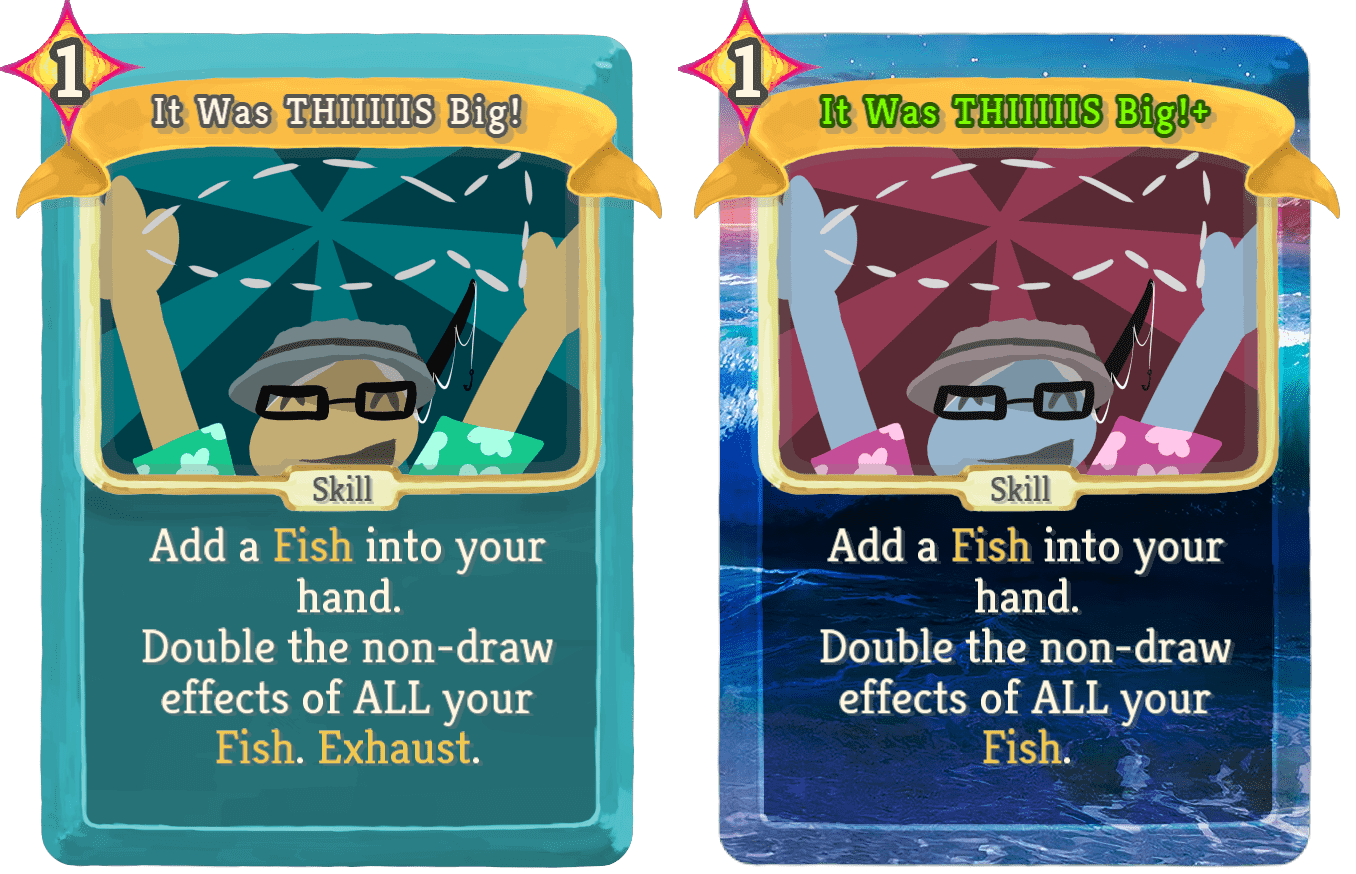 1
It Was THIIIIIS Big!
Skill
Add a Fish into your
hand.
Double the non-draw
effects of ALL your
Fish. Exhaust.
1
It Was THIIIIIS Big!+
Skill
Add a Fish into your
hand.
Double the non-draw
effects of ALL your
Fish.